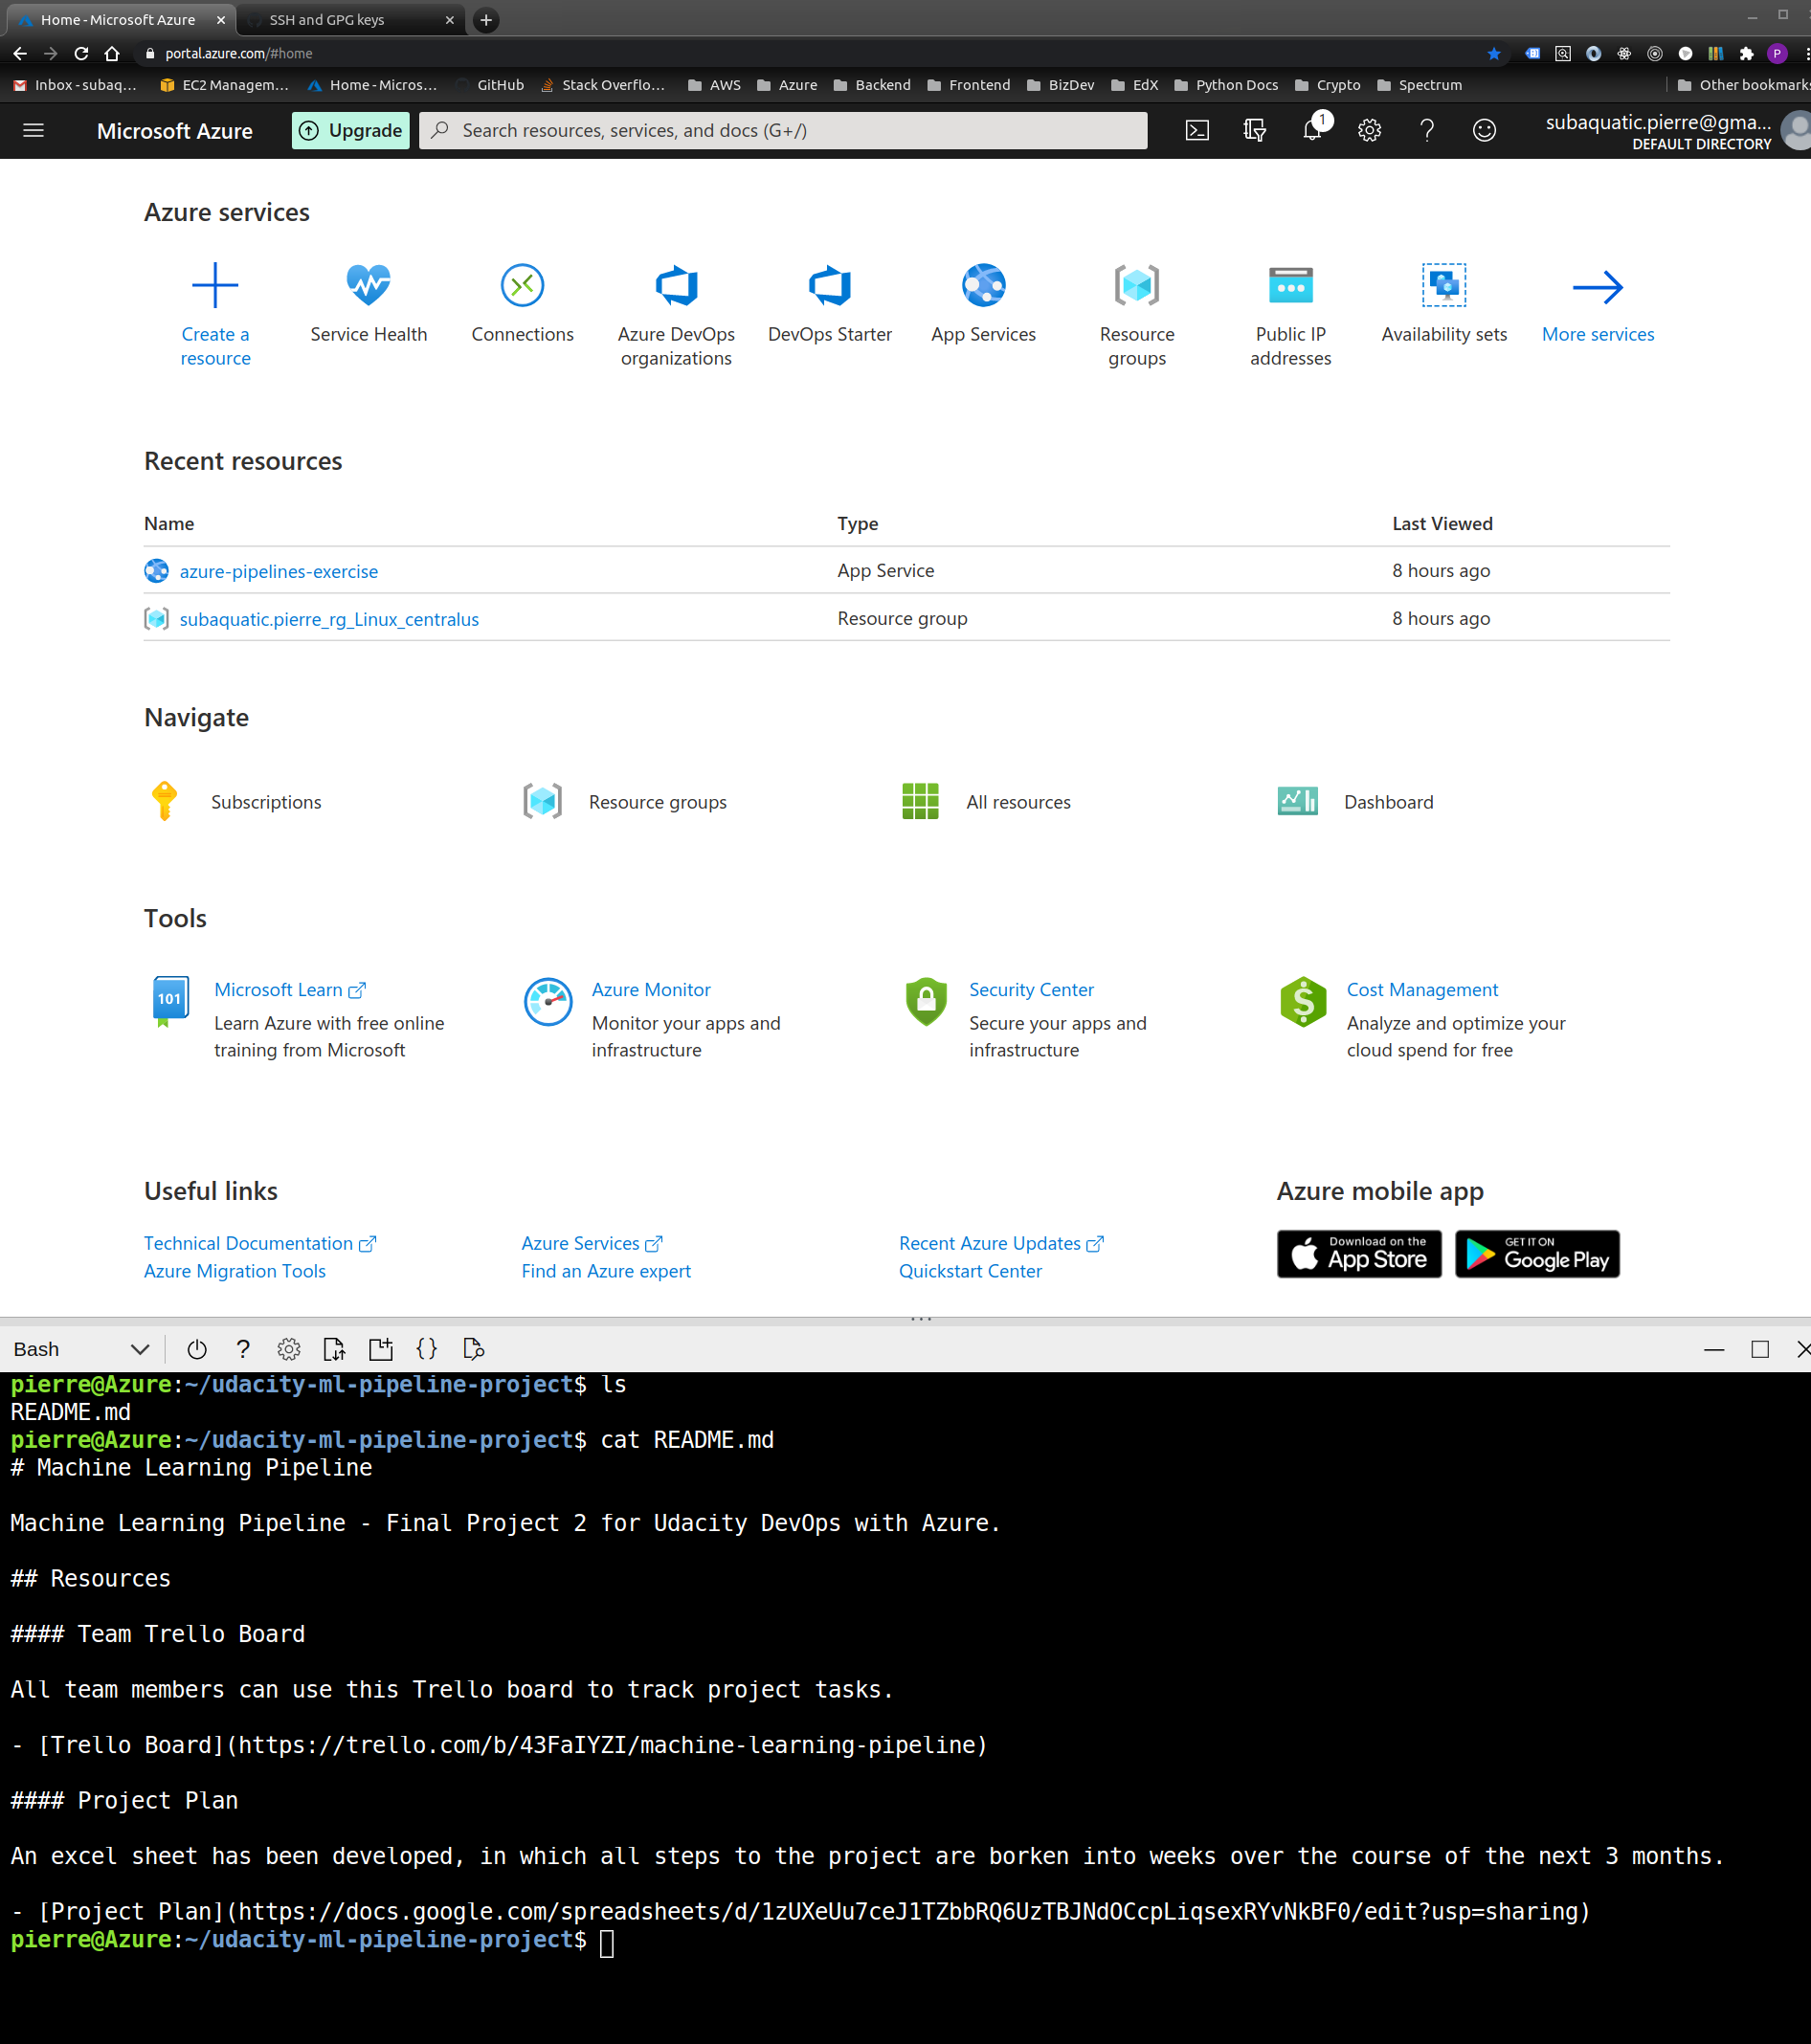 Home - Microsoft Azure
SSH and GPG keys
portal.azure.com/#home
P
Inbox - subaq...
EC2 Managem...
Home - Micros...
GitHub
Stack Overflo...
AWS
Azure
Backend
Frontend
BizDev
EdX
Python Docs
Crypto
Spectrum
Other bookmarks
Microsoft Azure
Upgrade
Search resources, services, and docs (G+/)
1
subaquatic.pierre@gma...
DEFAULT DIRECTORY
Azure services
Create a
resource
Service Health
Connections
Azure DevOps
organizations
DevOps Starter
App Services
Resource
groups
Public IP
addresses
Availability sets
More services
Recent resources
Name Type Last Viewed
azure-pipelines-exercise App Service 8 hours ago
subaquatic.pierre_rg_Linux_centralus Resource group 8 hours ago
Navigate
Subscriptions
Resource groups
All resources
Dashboard
Tools
101
Microsoft Learn
Learn Azure with free online
training from Microsoft
Azure Monitor
Monitor your apps and
infrastructure
Security Center
Secure your apps and
infrastructure
Cost Management
Analyze and optimize your
cloud spend for free
Useful links
Technical Documentation
Azure Migration Tools
Azure Services
Find an Azure expert
Recent Azure Updates
Quickstart Center
Azure mobile app
Download on the
App Store
GET IT ON
Google Play
Bash
pierre@Azure:~/udacity-ml-pipeline-project$ ls
README.md
pierre@Azure:~/udacity-ml-pipeline-project$ cat README.md
# Machine Learning Pipeline
Machine Learning Pipeline - Final Project 2 for Udacity DevOps with Azure.
## Resources
#### Team Trello Board
All team members can use this Trello board to track project tasks.
- [Trello Board](https://trello.com/b/43FaIYZI/machine-learning-pipeline)
#### Project Plan
An excel sheet has been developed, in which all steps to the project are borken into weeks over the course of the next 3 months.
- [Project Plan](https://docs.google.com/spreadsheets/d/1zUXeUu7ceJ1TZbbRQ6UzTBJNdOCcpLiqsexRYvNkBF0/edit?usp=sharing)
pierre@Azure:~/udacity-ml-pipeline-project$